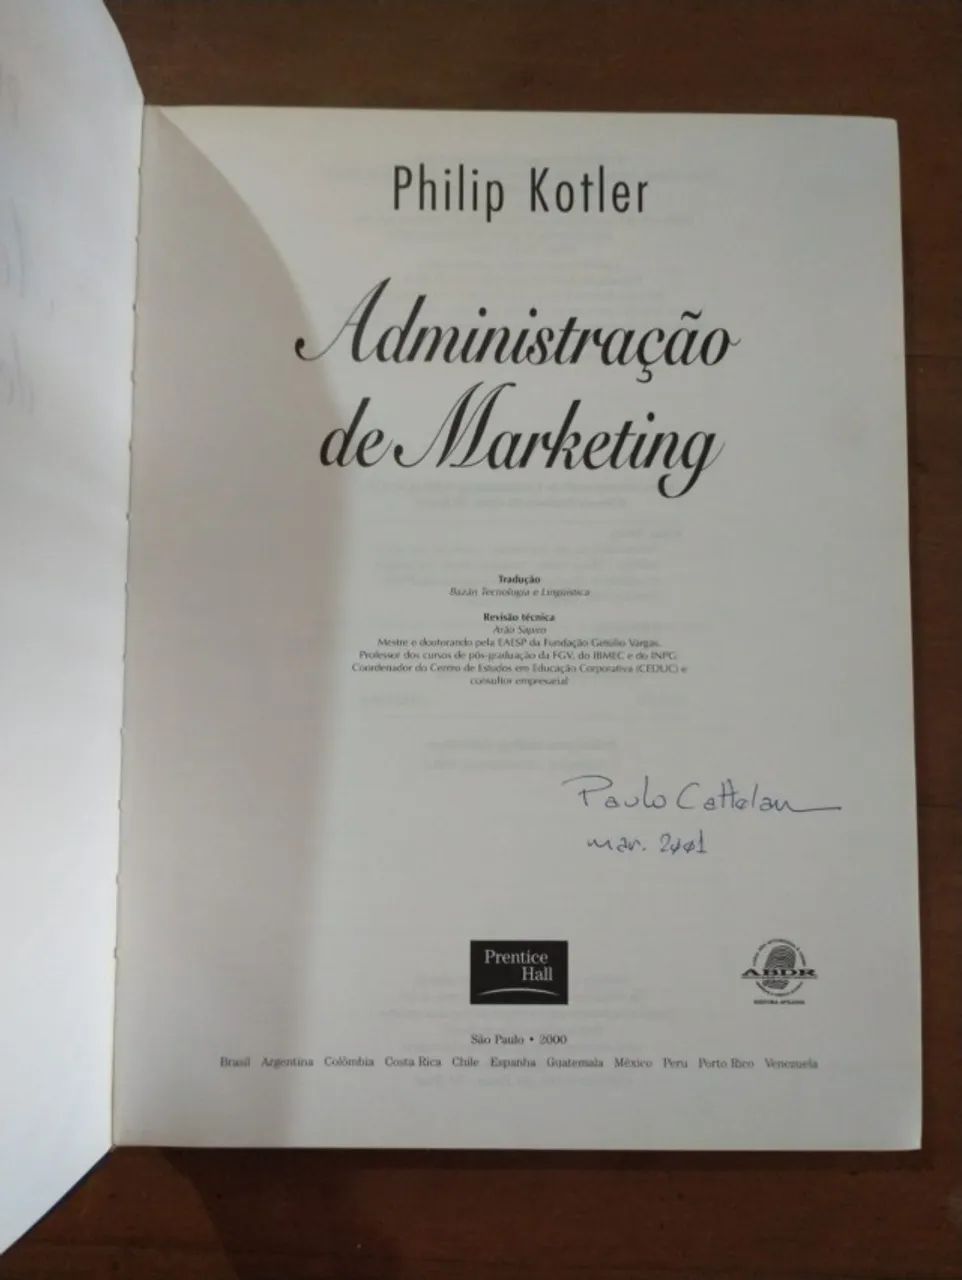 Philip Kotler
Administração
de Marketing
Tradução
Bazán Tecnologia e Lingüística
Revisão técnica
Arão Sapiro
Mestre e doutorando pela EAESP da Fundação Getúlio Vargas.
Professor dos cursos de pós-graduação da FGV, do IBMEC e do INPG.
Coordenador do Centro de Estudos em Educação Corporativa (CEDUC) e
consultor empresarial
Paulo Cattelan
mar. 2001
Prentice
Hall
ABDR
EDITORA AFILIADA
São Paulo • 2000
Brasil Argentina Colômbia Costa Rica Chile Espanha Guatemala México Peru Porto Rico Venezuela